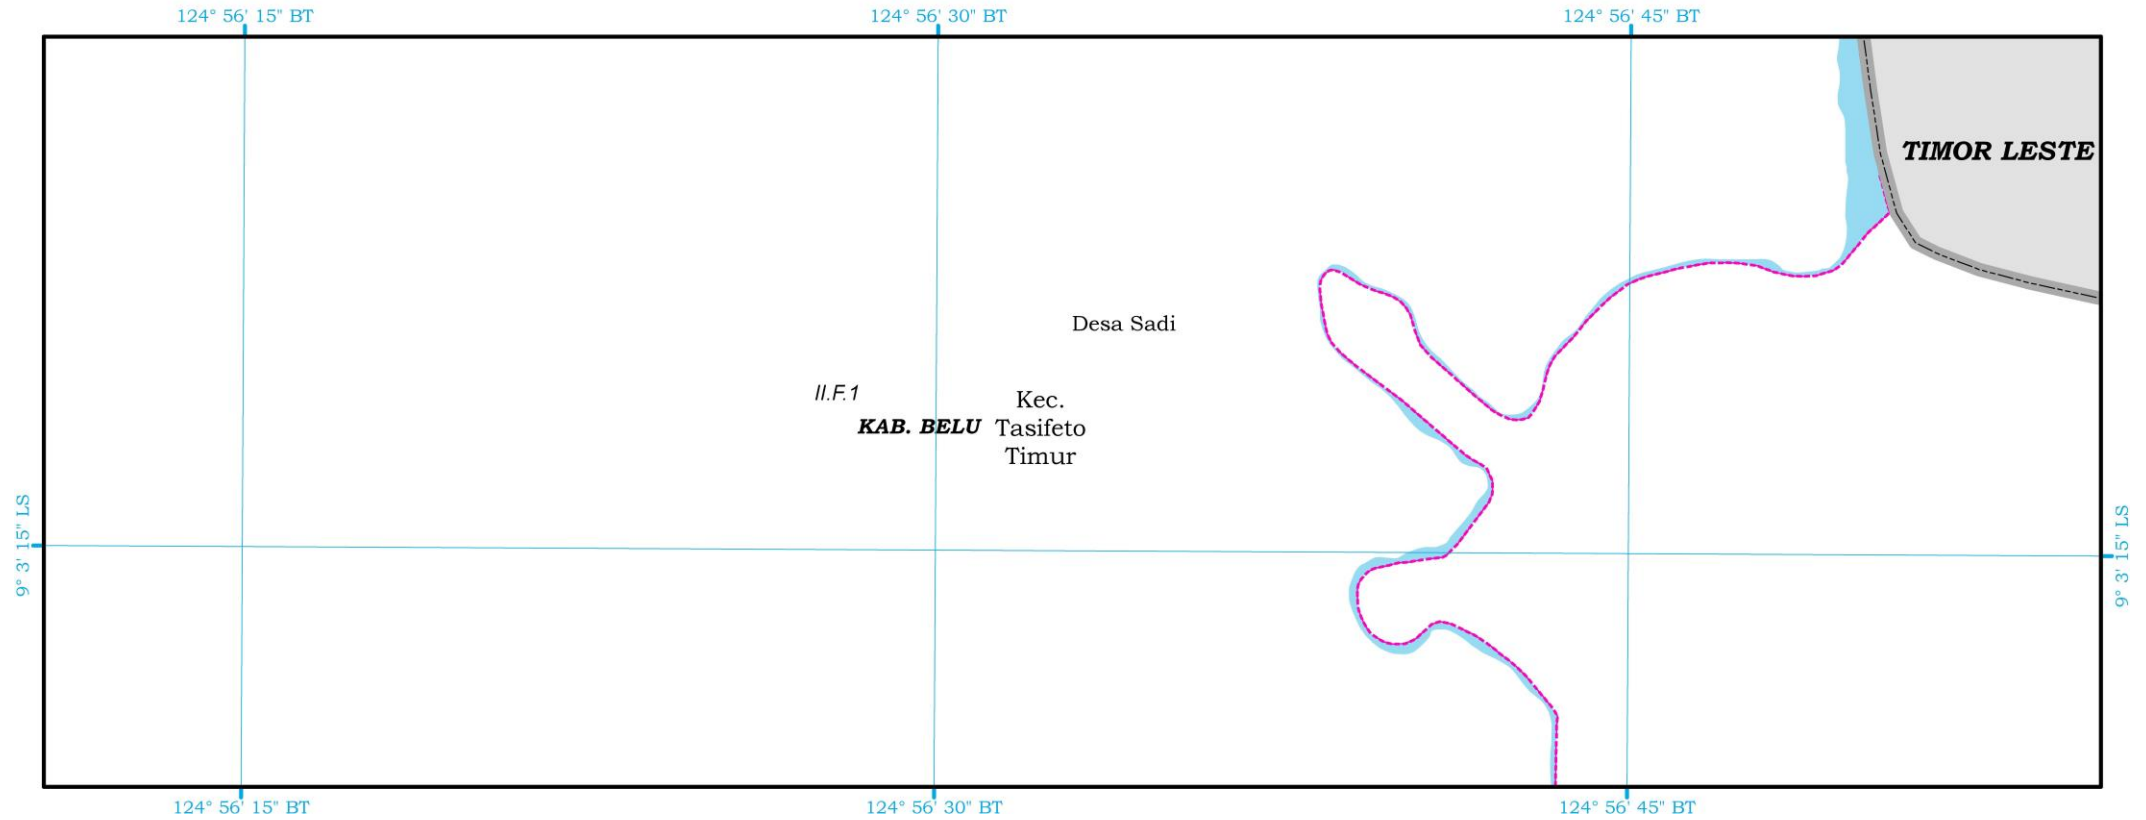 124° 56' 15" BT
124° 56' 30" BT
124° 56' 45" BT
TIMOR LESTE
Desa Sadi
II.F.1
KAB. BELU
Kec.
Tasifeto
Timur
9° 3' 15" LS
9° 3' 15" LS
124° 56' 15" BT
124° 56' 30" BT
124° 56' 45" BT